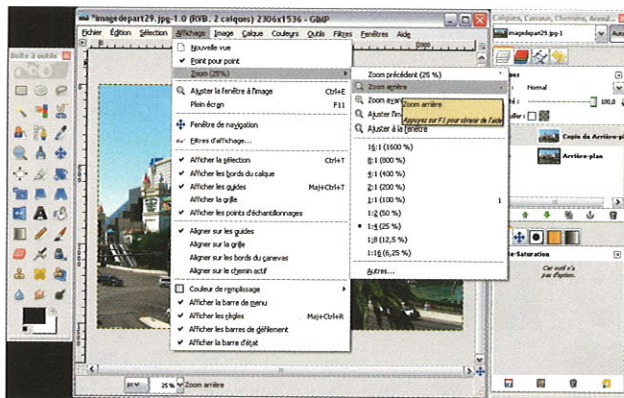 *imagedepart29.jpg-1.0 (RVB, 2 calques) 2306x1536 – GIMP
Fichier Édition Sélection Affichage Image Calque Couleurs Outils Filtres Fenêtres Aide
Boîte à outils
Nouvelle vue
Point pour point
Zoom (25%)
Ajuster la fenêtre à l'image Ctrl+E
Plein écran F11
Fenêtre de navigation
Filtres d'affichage...
Afficher la sélection Ctrl+T
Afficher les bords du calque
Afficher les guides Maj+Ctrl+T
Afficher la grille
Afficher les points d'échantillonnages
Aligner sur les guides
Aligner sur la grille
Aligner sur les bords du canevas
Aligner sur le chemin actif
Couleur de remplissage
Afficher la barre de menu
Afficher les règles Maj+Ctrl+R
Afficher les barres de défilement
Afficher la barre d'état
Zoom précédent (25 %)
Zoom arrière
Zoom avant
Zoom arrière
Appuyez sur F1 pour obtenir de l'aide
Ajuster l'im
Ajuster à la fenêtre
16:1 (1600 %)
8:1 (800 %)
4:1 (400 %)
2:1 (200 %)
1:1 (100 %) 1
1:2 (50 %)
1:4 (25 %)
1:8 (12,5 %)
1:16 (6,25 %)
Autres...
Calques, Canaux, Chemins, Annul...
imagedepart29.jpg-1 Auto
Normal
100,0
Copie de Arrière-pl
Arrière-plan
te-Saturation
Cet outil n'a
pas d'option.
px 25 % Zoom arrière